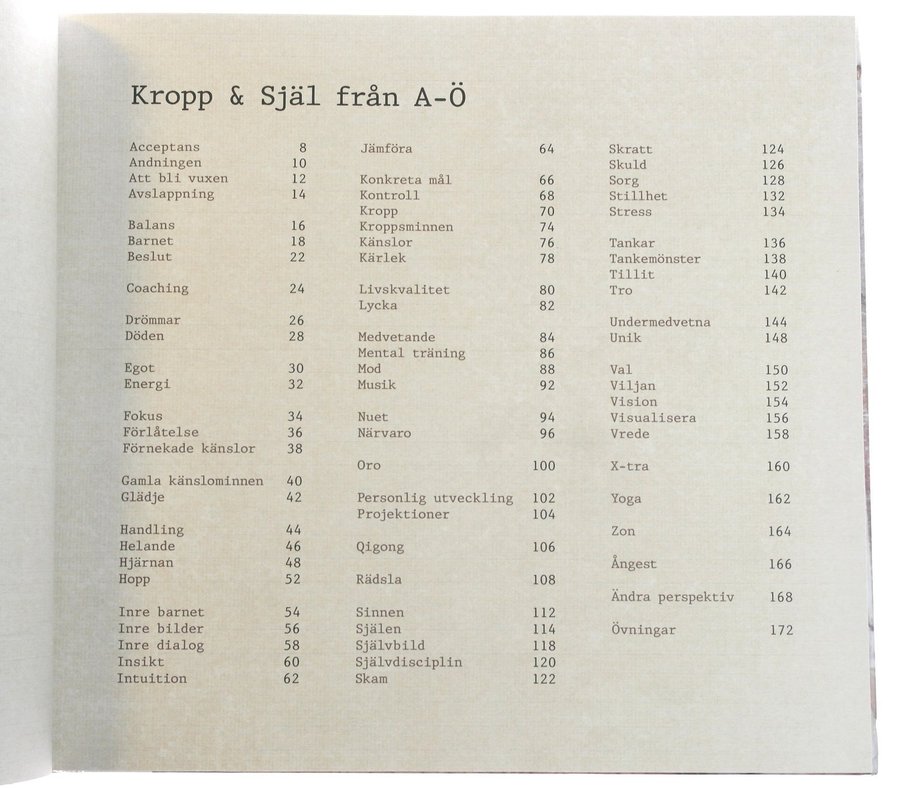 Kropp & Själ från A-Ö
Acceptans 8
Andningen 10
Att bli vuxen 12
Avslappning 14
Balans 16
Barnet 18
Beslut 22
Coaching 24
Drömmar 26
Döden 28
Egot 30
Energi 32
Fokus 34
Förlåtelse 36
Förnekade känslor 38
Gamla känslominnen 40
Glädje 42
Handling 44
Helande 46
Hjärnan 48
Hopp 52
Inre barnet 54
Inre bilder 56
Inre dialog 58
Insikt 60
Intuition 62
Jämföra 64
Konkreta mål 66
Kontroll 68
Kropp 70
Kroppsminnen 74
Känslor 76
Kärlek 78
Livskvalitet 80
Lycka 82
Medvetande 84
Mental träning 86
Mod 88
Musik 92
Nuet 94
Närvaro 96
Oro 100
Personlig utveckling 102
Projektioner 104
Qigong 106
Rädsla 108
Sinnen 112
Själen 114
Självbild 118
Självdisciplin 120
Skam 122
Skratt 124
Skuld 126
Sorg 128
Stillhet 132
Stress 134
Tankar 136
Tankemönster 138
Tillit 140
Tro 142
Undermedvetna 144
Unik 148
Val 150
Viljan 152
Vision 154
Visualisera 156
Vrede 158
X-tra 160
Yoga 162
Zon 164
Ångest 166
Ändra perspektiv 168
Övningar 172